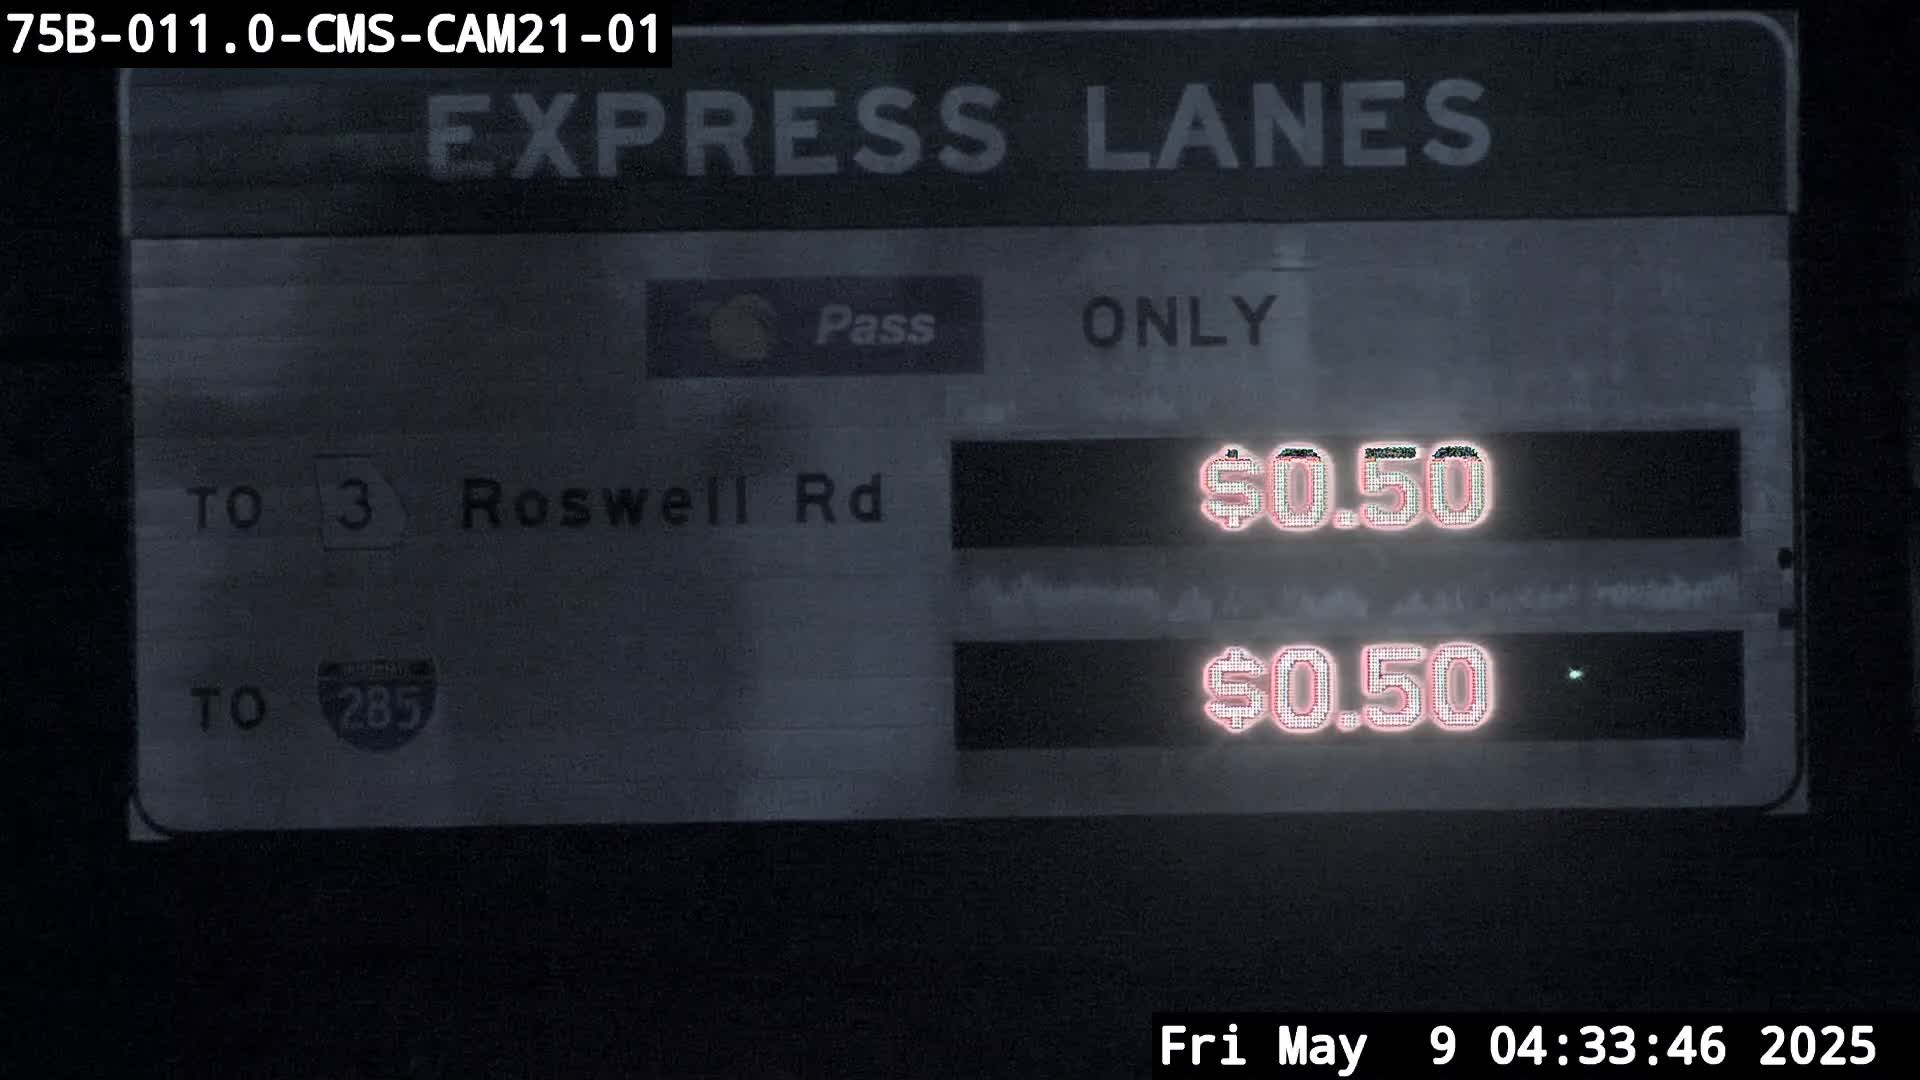 75B-011.0-CMS-CAM21-01
EXPRESS LANES
Pass ONLY
TO 3 Roswell Rd $0.50
TO 285 $0.50
Fri May 9 04:33:46 2025